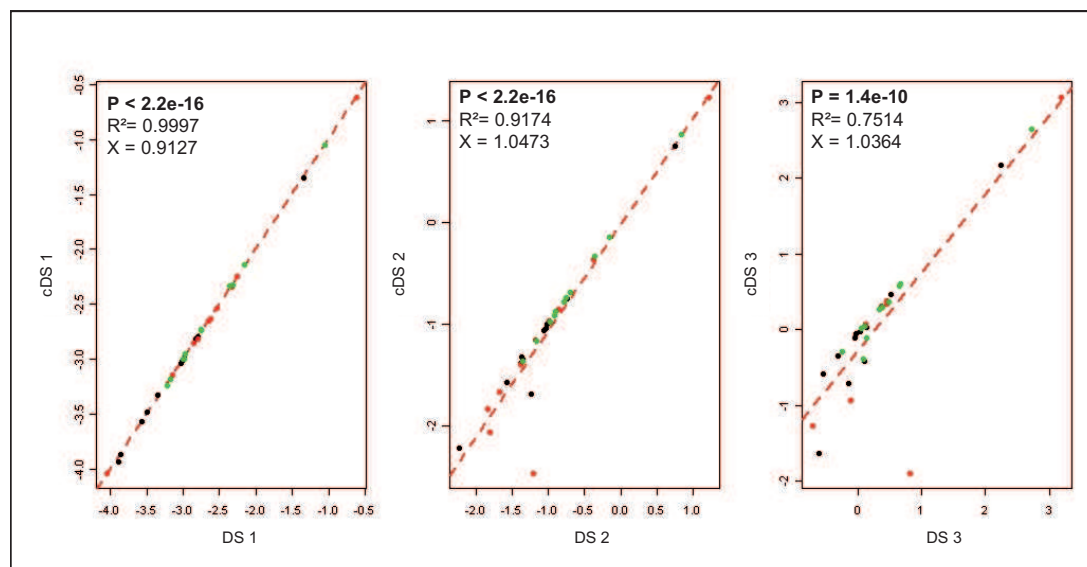 P < 2.2e-16
R²= 0.9997
X = 0.9127
cDS 1
-0.5
-1.0
-1.5
-2.0
-2.5
-3.0
-3.5
-4.0
-4.0 -3.5 -3.0 -2.5 -2.0 -1.5 -1.0 -0.5
DS 1
P < 2.2e-16
R²= 0.9174
X = 1.0473
cDS 2
1
0
-1
-2
-2.0 -1.5 -1.0 -0.5 0.0 0.5 1.0
DS 2
P = 1.4e-10
R²= 0.7514
X = 1.0364
cDS 3
3
2
1
0
-1
-2
0 1 2 3
DS 3